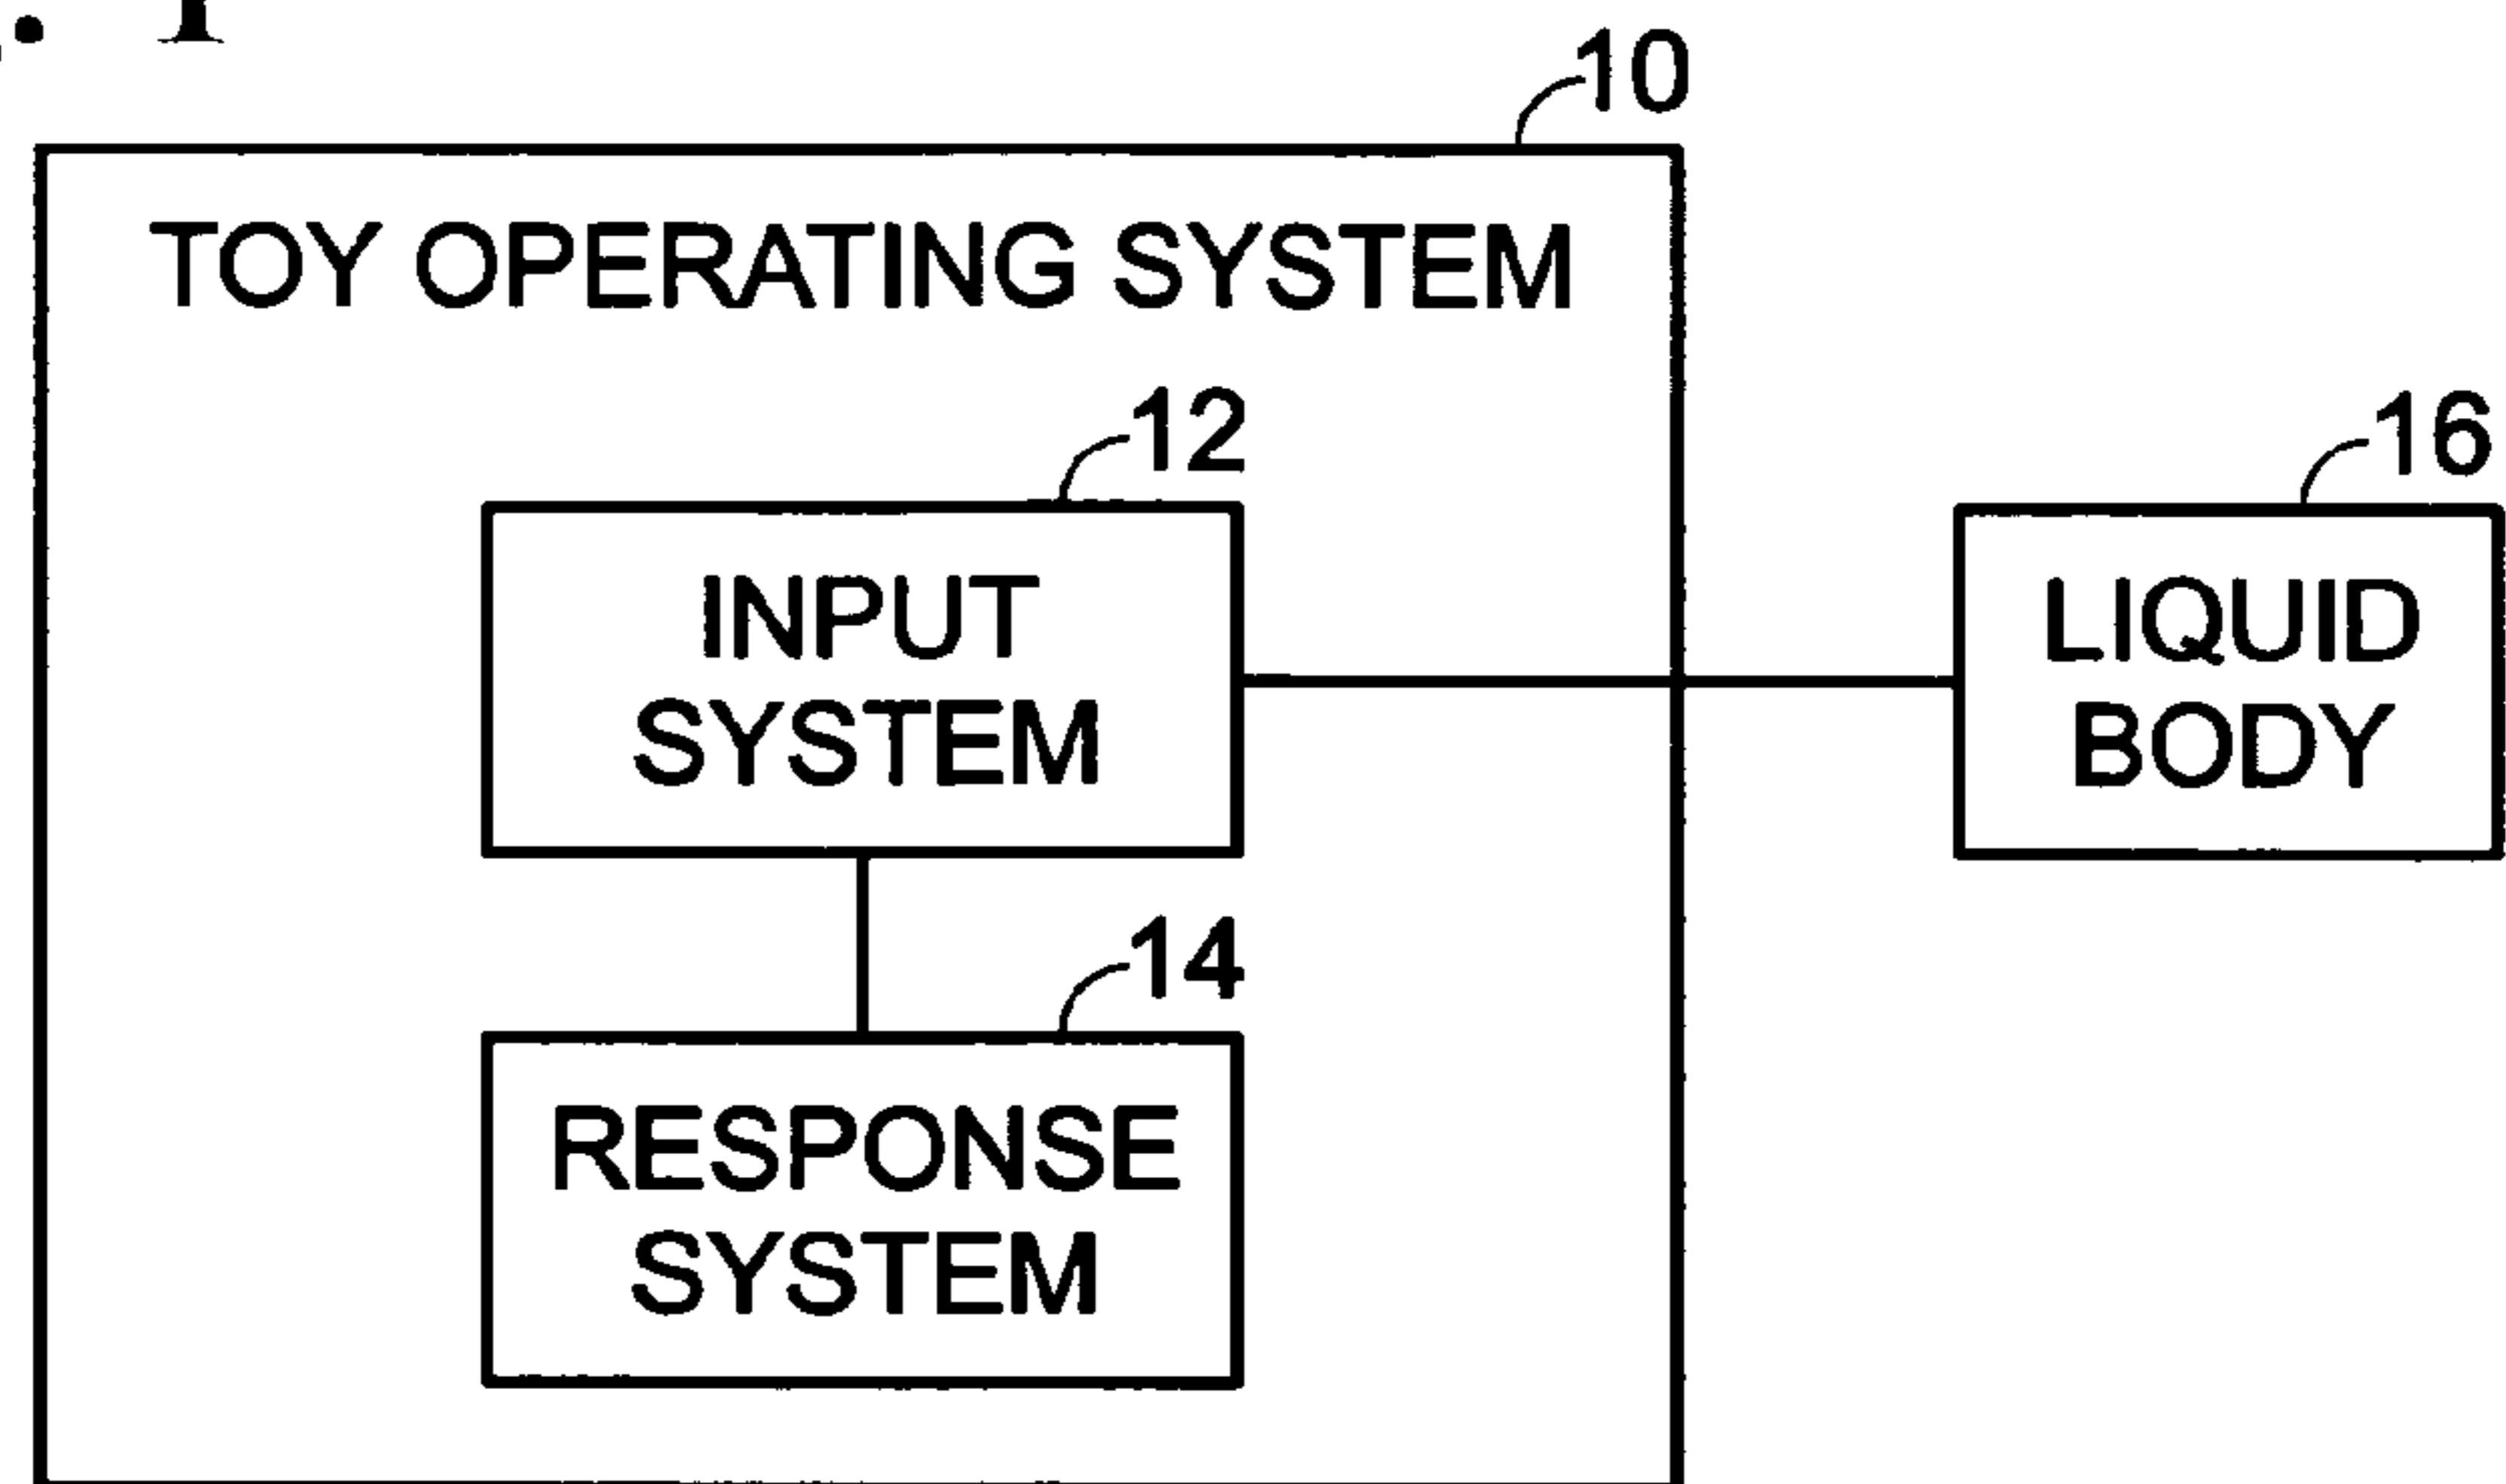 10
TOY OPERATING SYSTEM
12
16
INPUT
SYSTEM
LIQUID
BODY
14
RESPONSE
SYSTEM